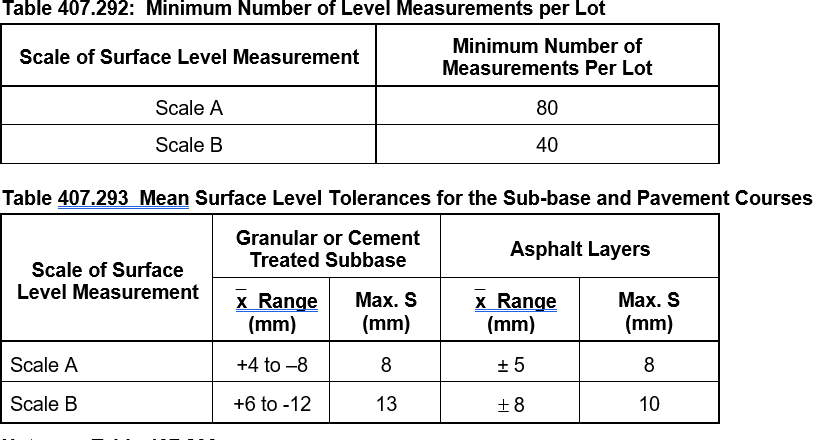 Table 407.292:  Minimum Number of Level Measurements per Lot
Scale of Surface Level Measurement
Minimum Number of
Measurements Per Lot
Scale A
80
Scale B
40
Table 407.293  Mean Surface Level Tolerances for the Sub-base and Pavement Courses
Scale of Surface
Level Measurement
Granular or Cement
Treated Subbase
Asphalt Layers
x̅ Range
(mm)
Max. S
(mm)
x̅ Range
(mm)
Max. S
(mm)
Scale A
+4 to –8
8
± 5
8
Scale B
+6 to -12
13
± 8
10